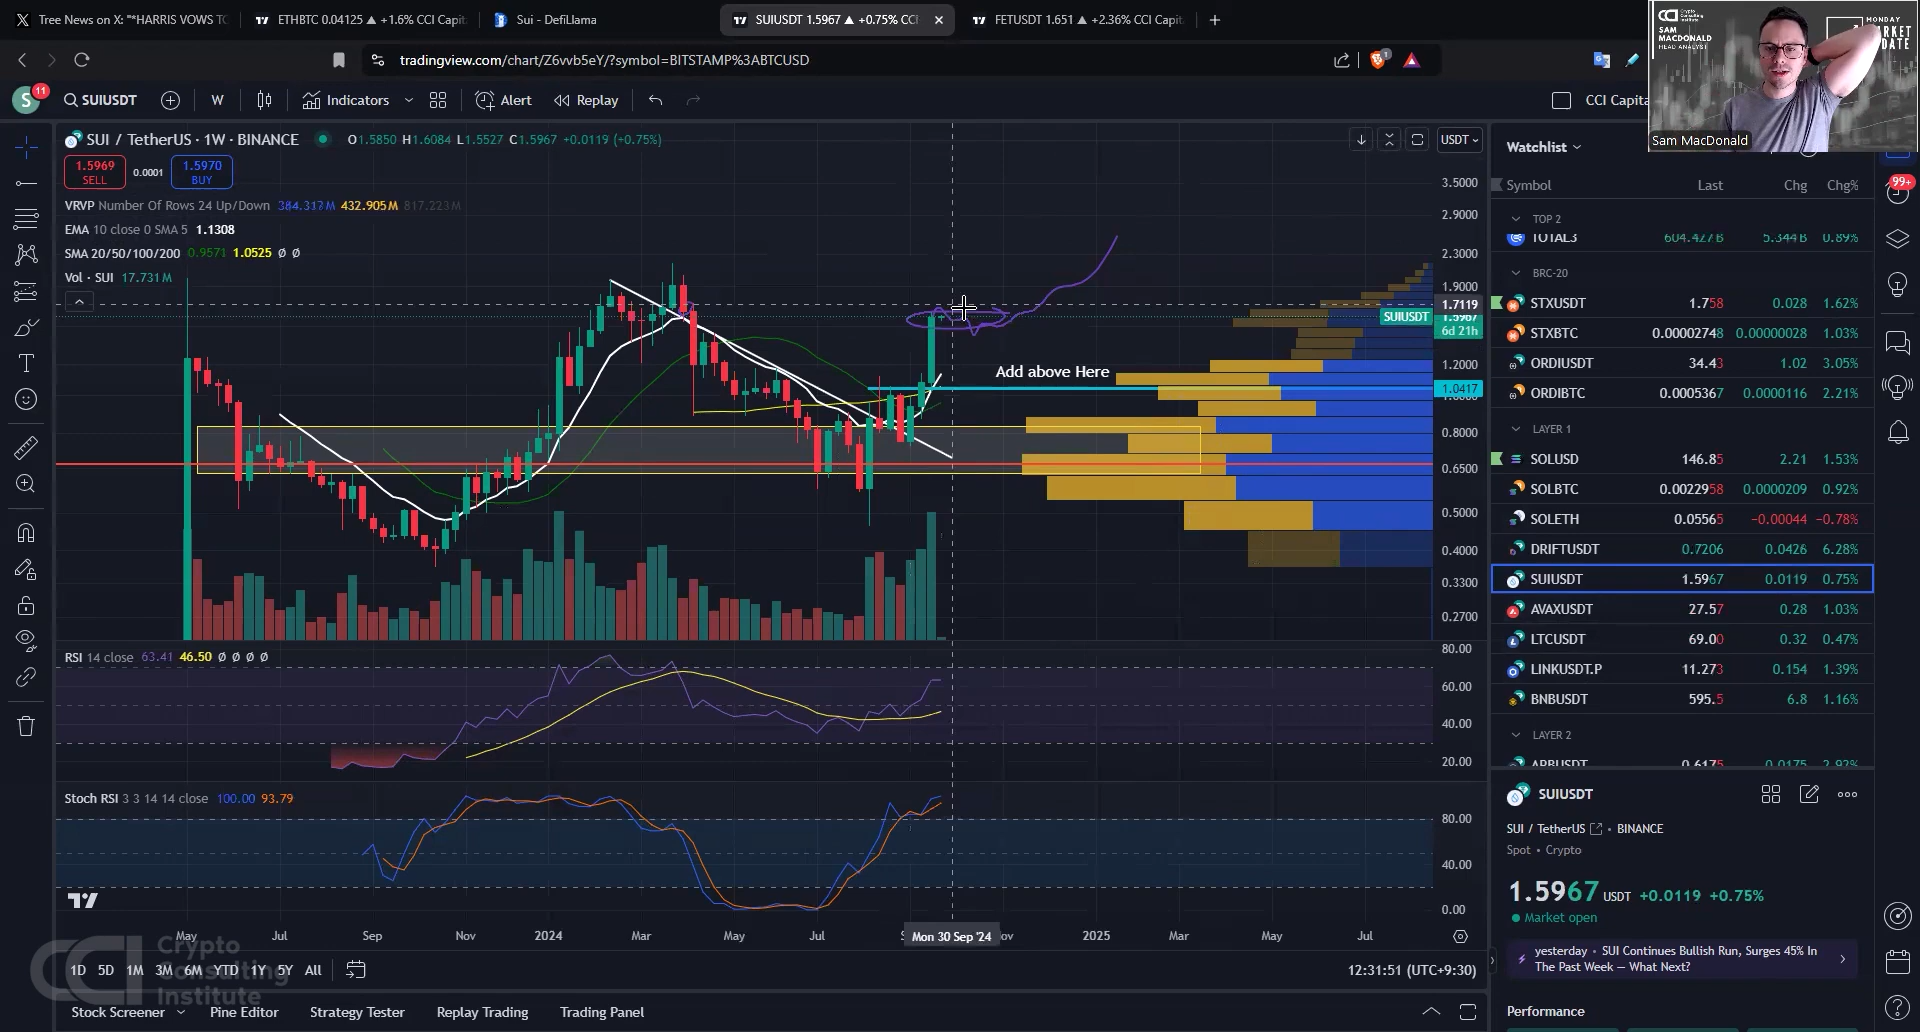 Tree News on X: "*HARRIS VOWS TO
ETHBTC 0.04125 ▲ +1.6% CCI Capit
Sui - DefiLlama
SUIUSDT 1.5967 ▲ +0.75% CCI
FETUSDT 1.651 ▲ +2.36% CCI Capit
tradingview.com/chart/Z6vvb5eY/?symbol=BITSTAMP%3ABTCUSD
1
CCI Crypto Consulting Institute
SAM
MACDONALD
HEAD ANALYST
MONDAY
Sam MacDonald
S
11
SUIUSDT
W
Indicators
Alert
Replay
CCI Capita
SUI / TetherUS · 1W · BINANCE
O1.5850 H1.6084 L1.5527 C1.5967 +0.0119 (+0.75%)
USDT
1.5969
SELL
0.0001
1.5970
BUY
VRVP Number Of Rows 24 Up/Down 384.317M 432.905M 817.223M
EMA 10 close 0 SMA 5 1.1308
SMA 20/50/100/200 0.9571 1.0525 Ø Ø
Vol · SUI 17.731M
3.5000
2.9000
2.3000
1.9000
1.7119
SUIUSDT
1.5967
6d 21h
1.2000
Add above Here
1.0417
0.8000
0.6500
0.5000
0.4000
0.3300
0.2700
RSI 14 close 63.41 46.50 Ø Ø Ø Ø
80.00
60.00
40.00
20.00
Stoch RSI 3 3 14 14 close 100.00 93.79
80.00
40.00
0.00
May
Jul
Sep
Nov
2024
Mar
May
Jul
Mon 30 Sep '24
2025
Mar
May
Jul
Crypto
Consulting
Institute
1D 5D 1M 3M 6M YTD 1Y 5Y All
12:31:51 (UTC+9:30)
Stock Screener
Pine Editor
Strategy Tester
Replay Trading
Trading Panel
Watchlist
99+
Symbol Last Chg Chg%
TOP 2
TOTAL3 604.427B 5.344B 0.89%
BRC-20
STXUSDT 1.758 0.028 1.62%
STXBTC 0.00002748 0.00000028 1.03%
ORDIUSDT 34.43 1.02 3.05%
ORDIBTC 0.0005367 0.0000116 2.21%
LAYER 1
SOLUSD 146.85 2.21 1.53%
SOLBTC 0.0022958 0.0000209 0.92%
SOLETH 0.05565 −0.00044 −0.78%
DRIFTUSDT 0.7206 0.0426 6.28%
SUIUSDT 1.5967 0.0119 0.75%
AVAXUSDT 27.57 0.28 1.03%
LTCUSDT 69.00 0.32 0.47%
LINKUSDT.P 11.273 0.154 1.39%
BNBUSDT 595.5 6.8 1.16%
LAYER 2
ARBUSDT 0.6175 0.0175 2.92%
SUIUSDT
SUI / TetherUS • BINANCE
Spot • Crypto
1.5967 USDT +0.0119 +0.75%
Market open
yesterday • SUI Continues Bullish Run, Surges 45% In
The Past Week — What Next?
Performance